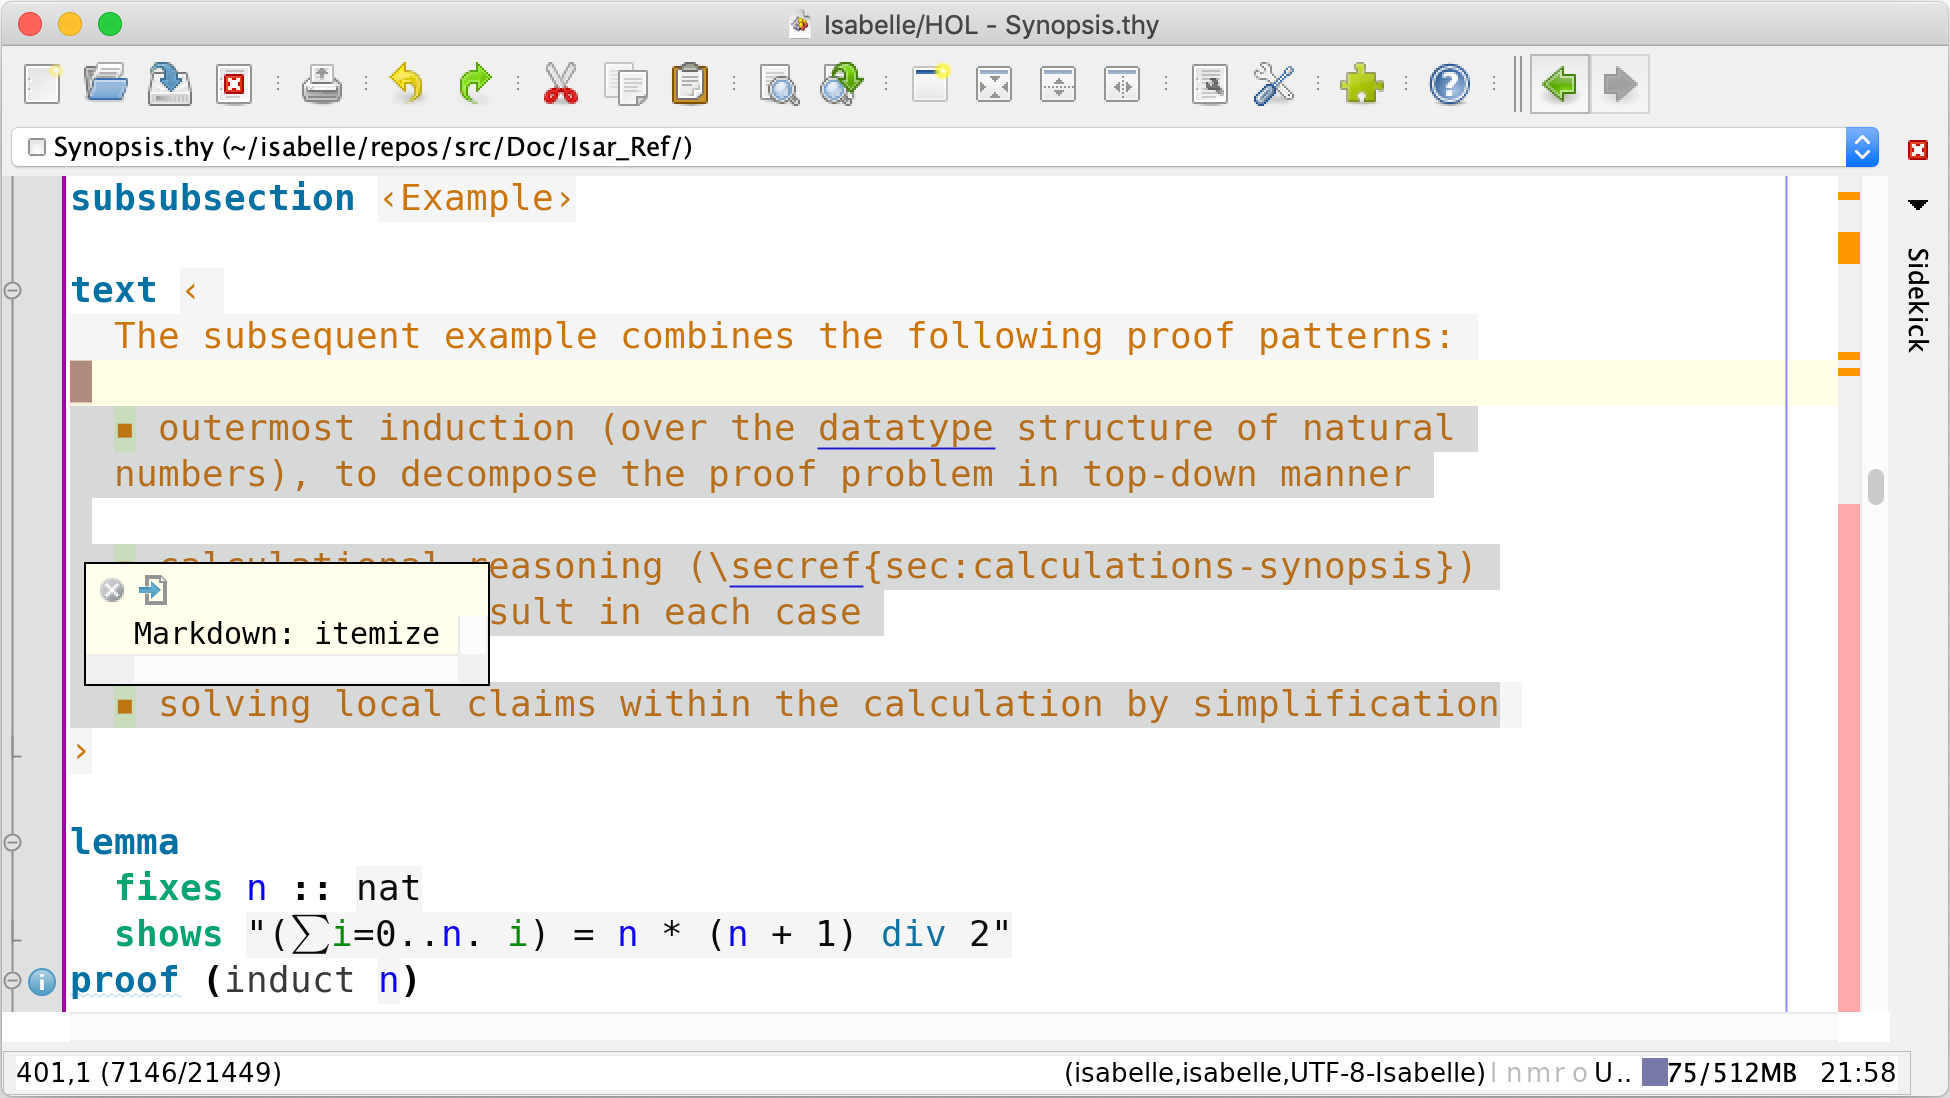 Isabelle/HOL - Synopsis.thy
Synopsis.thy (~/isabelle/repos/src/Doc/Isar_Ref/)
Sidekick
subsubsection ‹Example›
text ‹
The subsequent example combines the following proof patterns:
▪ outermost induction (over the datatype structure of natural
numbers), to decompose the proof problem in top-down manner
calculational reasoning (\secref{sec:calculations-synopsis})
sult in each case
Markdown: itemize
▪ solving local claims within the calculation by simplification
›
lemma
fixes n :: nat
shows "(∑i=0..n. i) = n * (n + 1) div 2"
proof (induct n)
401,1 (7146/21449)
(isabelle,isabelle,UTF-8-Isabelle) l n m r o U.. 75/512MB 21:58